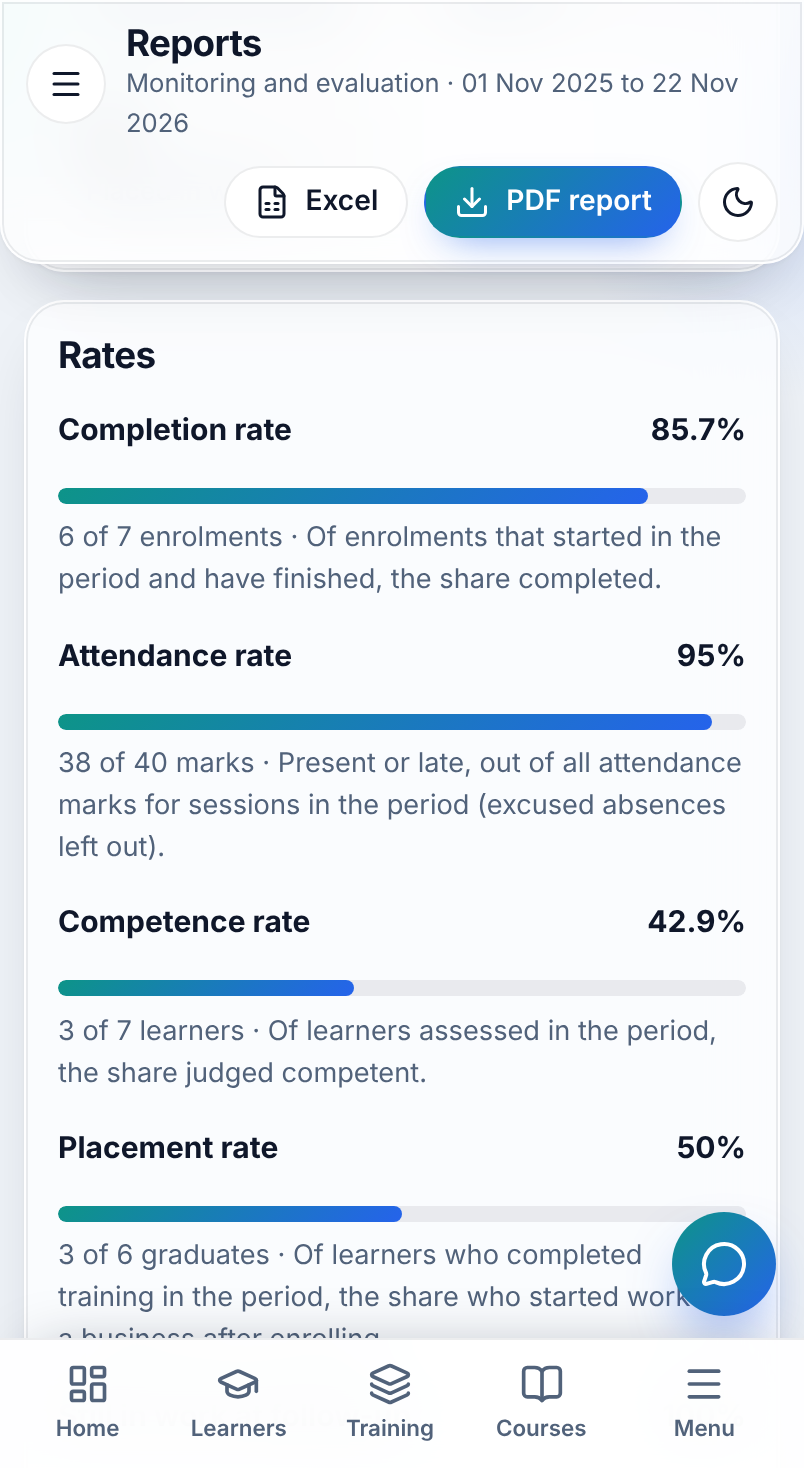 Reports
Monitoring and evaluation · 01 Nov 2025 to 22 Nov
2026
Excel
PDF report
Rates
Completion rate 85.7%
6 of 7 enrolments · Of enrolments that started in the
period and have finished, the share completed.
Attendance rate 95%
38 of 40 marks · Present or late, out of all attendance
marks for sessions in the period (excused absences
left out).
Competence rate 42.9%
3 of 7 learners · Of learners assessed in the period,
the share judged competent.
Placement rate 50%
3 of 6 graduates · Of learners who completed
training in the period, the share who started work
a business after enrolling
Home
Learners
Training
Courses
Menu